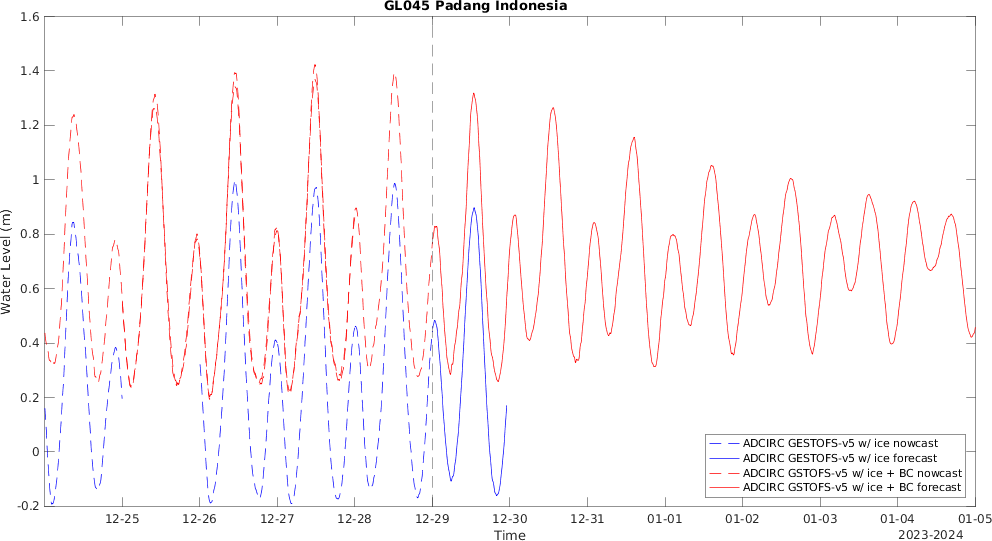 GL045 Padang Indonesia
1.6
1.4
1.2
1
0.8
0.6
0.4
0.2
0
-0.2
Water Level (m)
ADCIRC GESTOFS-v5 w/ ice nowcast
ADCIRC GESTOFS-v5 w/ ice forecast
ADCIRC GSTOFS-v5 w/ ice + BC nowcast
ADCIRC GSTOFS-v5 w/ ice + BC forecast
12-25 12-26 12-27 12-28 12-29 12-30 12-31 01-01 01-02 01-03 01-04 01-05
Time
2023-2024